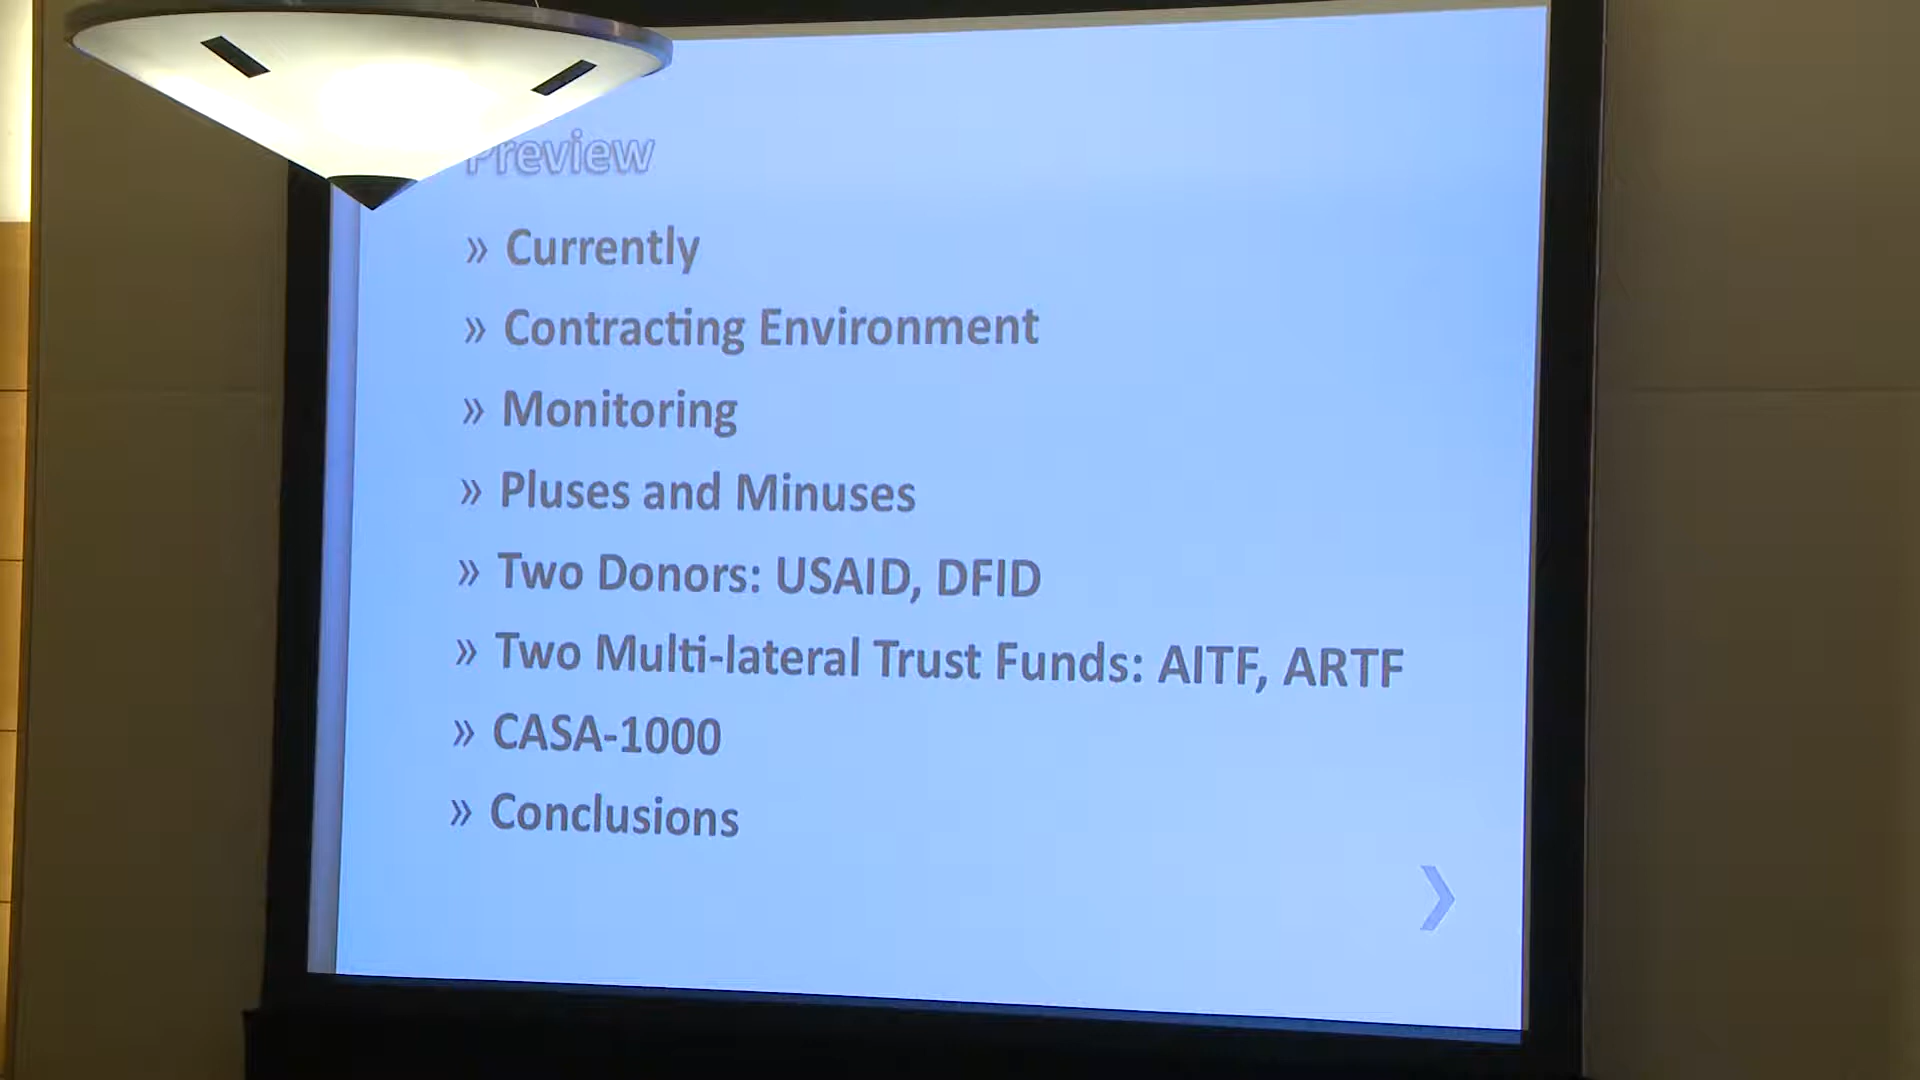 Preview
» Currently
» Contracting Environment
» Monitoring
» Pluses and Minuses
» Two Donors: USAID, DFID
» Two Multi-lateral Trust Funds: AITF, ARTF
» CASA-1000
» Conclusions